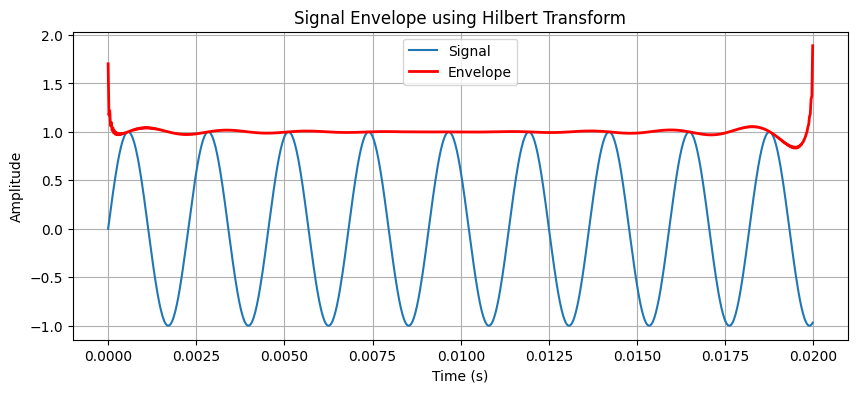 Signal Envelope using Hilbert Transform
Signal
Envelope
Amplitude
2.0
1.5
1.0
0.5
0.0
−0.5
−1.0
0.0000 0.0025 0.0050 0.0075 0.0100 0.0125 0.0150 0.0175 0.0200
Time (s)